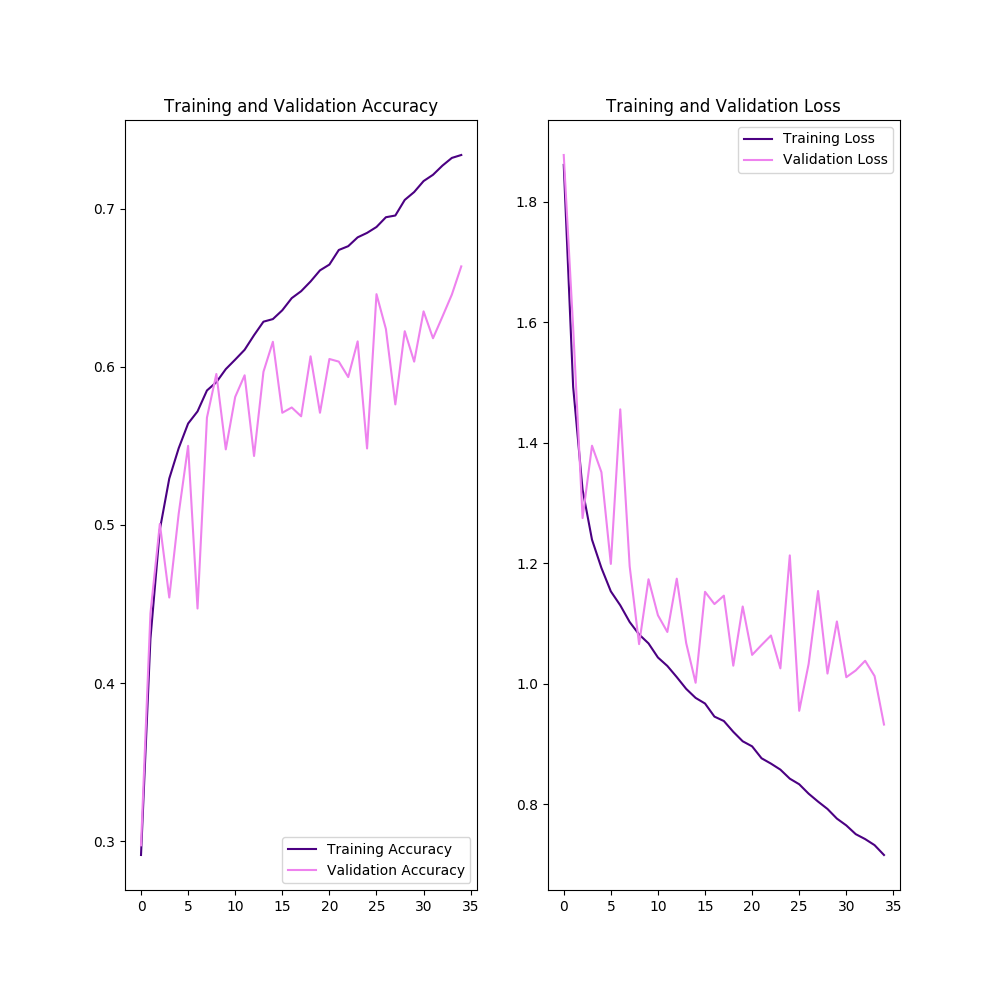 Training and Validation Accuracy
0.7
0.6
0.5
0.4
0.3
Training Accuracy
Validation Accuracy
0 5 10 15 20 25 30 35
Training and Validation Loss
Training Loss
Validation Loss
1.8
1.6
1.4
1.2
1.0
0.8
0 5 10 15 20 25 30 35